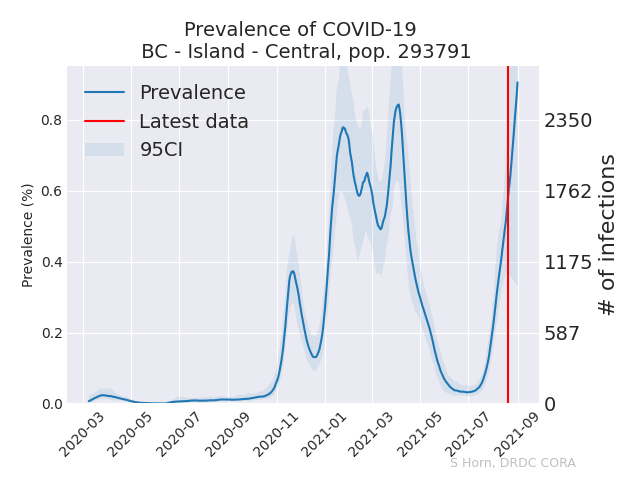 Prevalence of COVID-19
BC - Island - Central, pop. 293791
Prevalence
Latest data
95CI
Prevalence (%)
0.8
0.6
0.4
0.2
0.0
2350
1762
1175
587
0
# of infections
2020-03
2020-05
2020-07
2020-09
2020-11
2021-01
2021-03
2021-05
2021-07
2021-09
S Horn, DRDC CORA